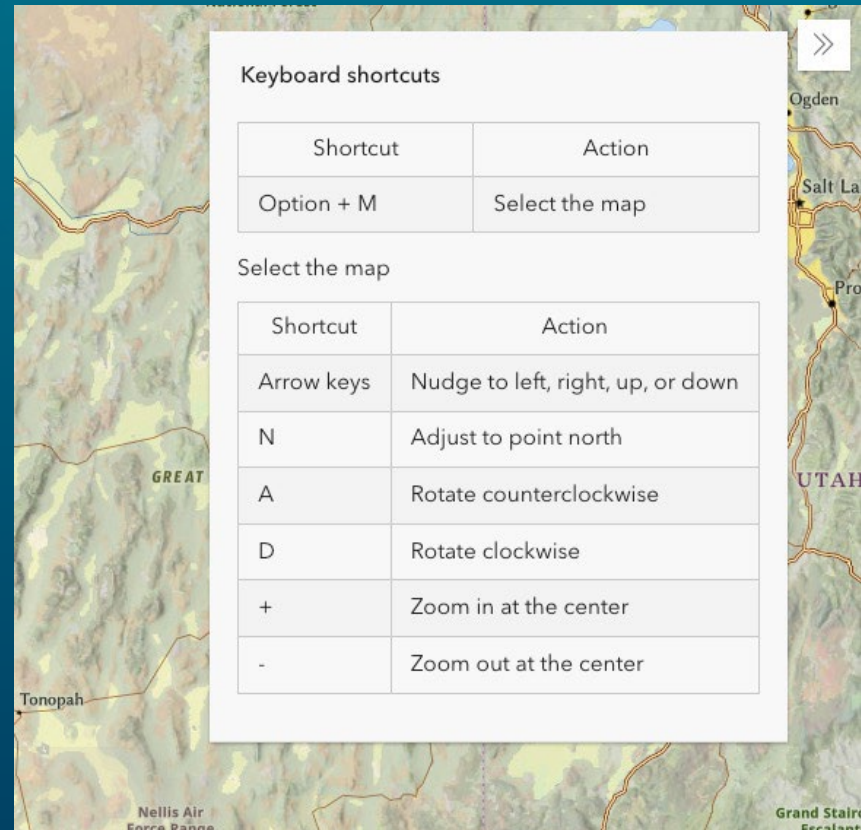 Keyboard shortcuts
Ogden
Shortcut Action
Option + M Select the map
Salt La
Select the map
Pro
Shortcut Action
Arrow keys Nudge to left, right, up, or down
N Adjust to point north
GREAT
UTAH
A Rotate counterclockwise
D Rotate clockwise
+ Zoom in at the center
- Zoom out at the center
Tonopah
Nellis Air
Force Range
Grand Stairc
Escalant